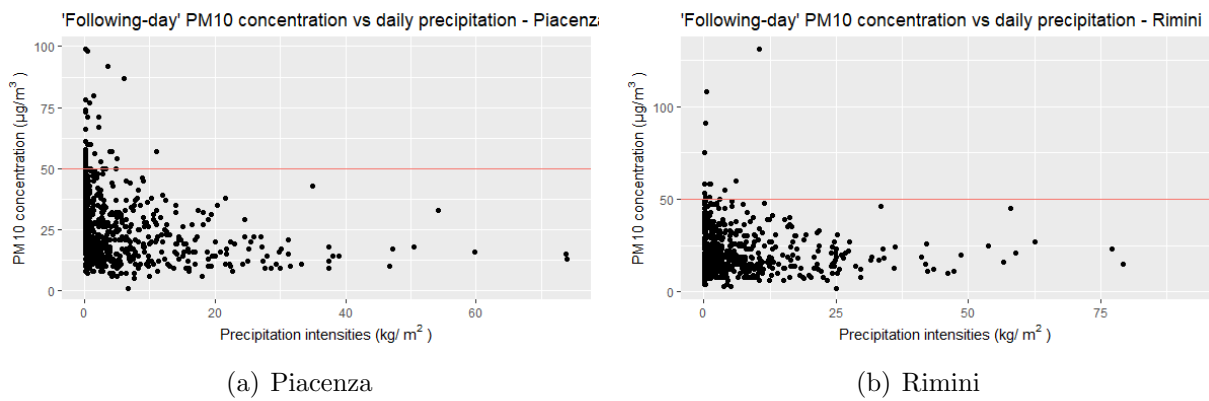 'Following-day' PM10 concentration vs daily precipitation - Piacenza
PM10 concentration (µg/m³ )
100
75
50
25
0
0 20 40 60
Precipitation intensities (kg/ m² )
(a) Piacenza
'Following-day' PM10 concentration vs daily precipitation - Rimini
PM10 concentration (µg/m³ )
100
50
0
0 25 50 75
Precipitation intensities (kg/ m² )
(b) Rimini